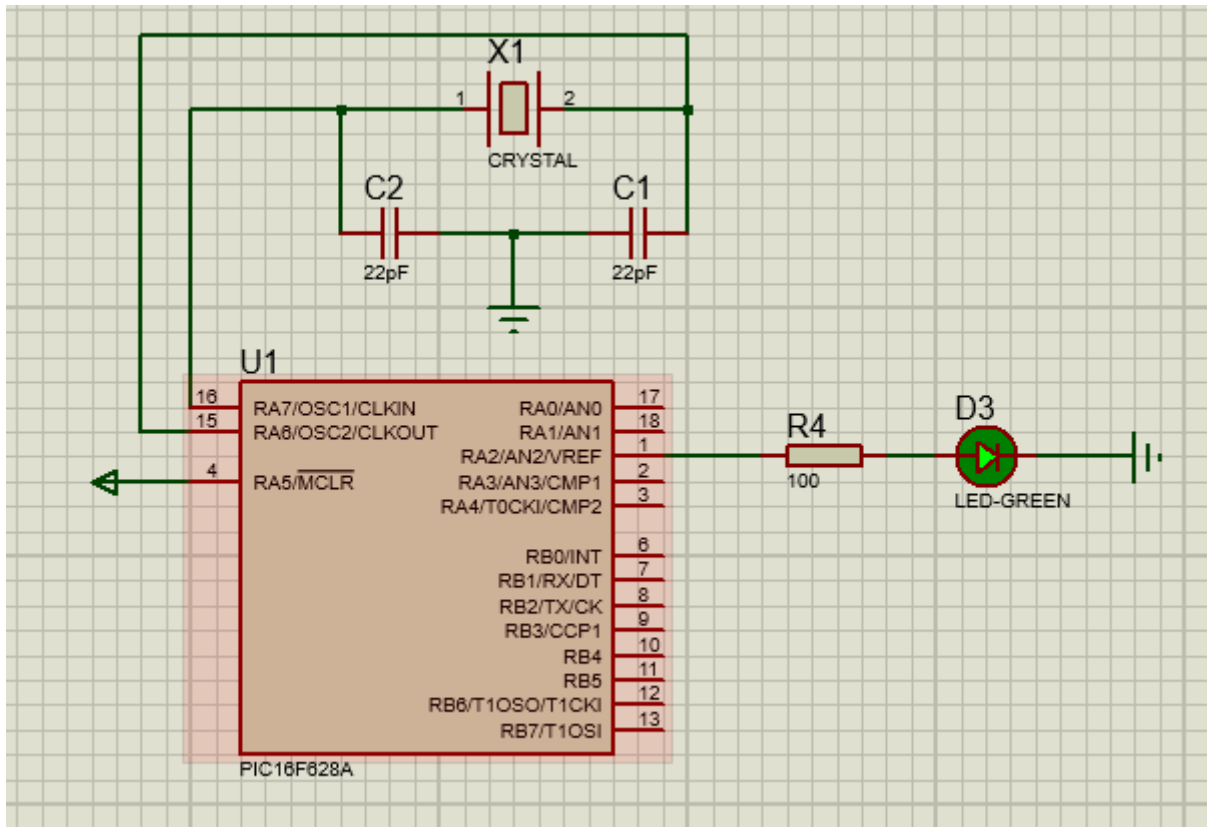 X1
1
2
CRYSTAL
C2
C1
22pF
22pF
U1
16
RA7/OSC1/CLKIN
RA0/AN0
17
15
RA6/OSC2/CLKOUT
RA1/AN1
18
RA2/AN2/VREF
1
4
RA5/MCLR
RA3/AN3/CMP1
2
RA4/T0CKI/CMP2
3
RB0/INT
6
RB1/RX/DT
7
RB2/TX/CK
8
RB3/CCP1
9
RB4
10
RB5
11
RB6/T1OSO/T1CKI
12
RB7/T1OSI
13
PIC16F628A
R4
100
D3
LED-GREEN